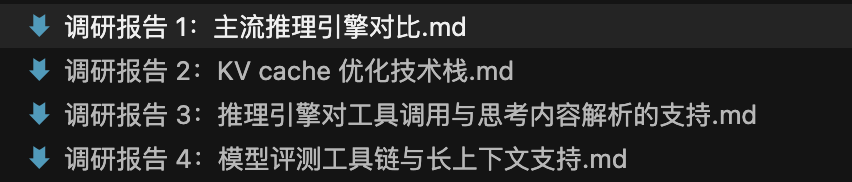 调研报告 1：主流推理引擎对比.md
调研报告 2：KV cache 优化技术栈.md
调研报告 3：推理引擎对工具调用与思考内容解析的支持.md
调研报告 4：模型评测工具链与长上下文支持.md